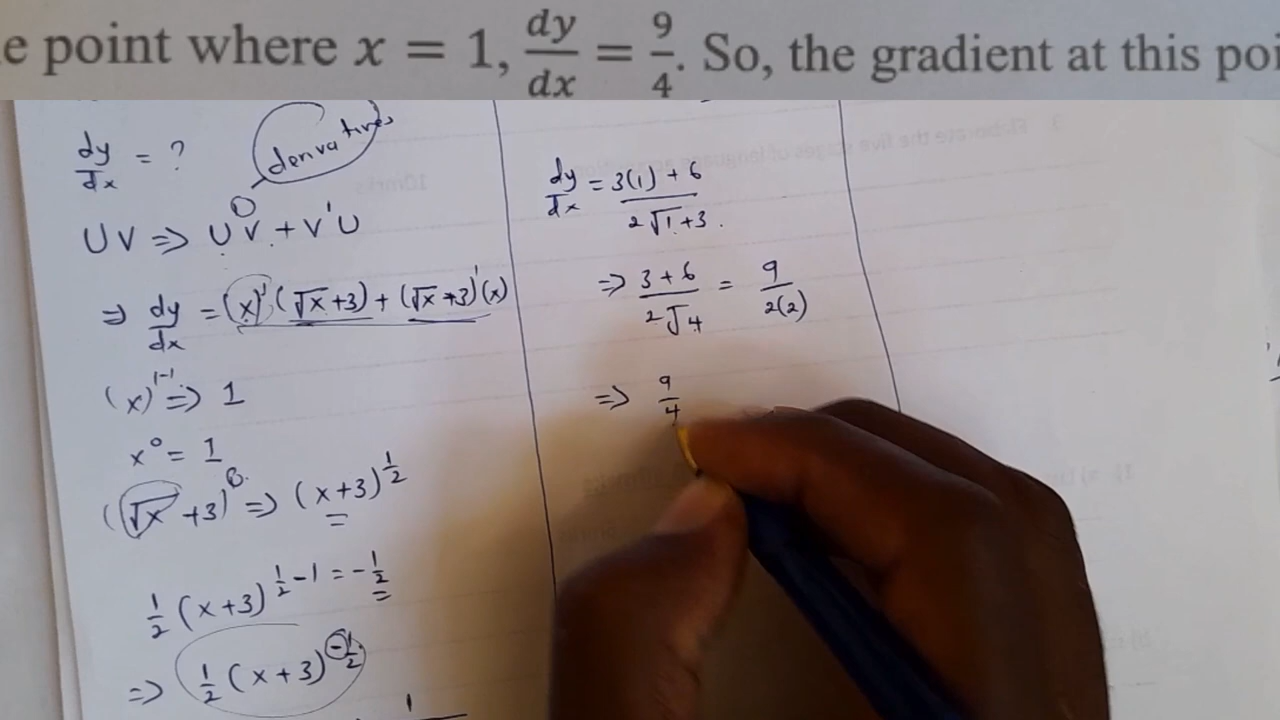 e point where x = 1, dy/dx = 9/4. So, the gradient at this poi
dy/dx = ?
derivatives
UV ⇒ U'V + V'U
⇒ dy/dx = (x)'(√x+3) + (√x+3)'(x)
(x)¹⁻¹ ⇒ 1
x⁰ = 1
(√x +3) ⇒ (x+3)^1/2
1/2 (x+3)^1/2 - 1 = -1/2
⇒ 1/2 (x+3)^-1/2
1
dy/dx = 3(1) + 6 / 2√1+3
⇒ 3+6 / 2√4 = 9 / 2(2)
⇒ 9/4